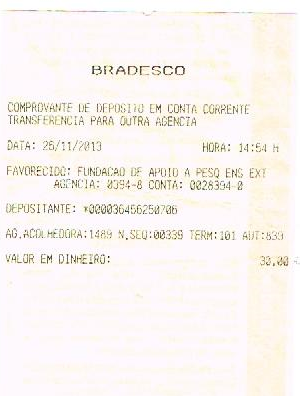 BRADESCO
COMPROVANTE DE DEPOSITO EM CONTA CORRENTE
TRANSFERENCIA PARA OUTRA AGENCIA
DATA: 25/11/2013 HORA: 14:54 H
FAVORECIDO: FUNDACAO DE APOIO A PESQ ENS EXT
AGENCIA: 0394-8 CONTA: 0028394-0
DEPOSITANTE: *000036456250706
AG.ACOLHEDORA:1489 N.SEQ:00339 TERM:101 AUT:839
VALOR EM DINHEIRO: 30,00